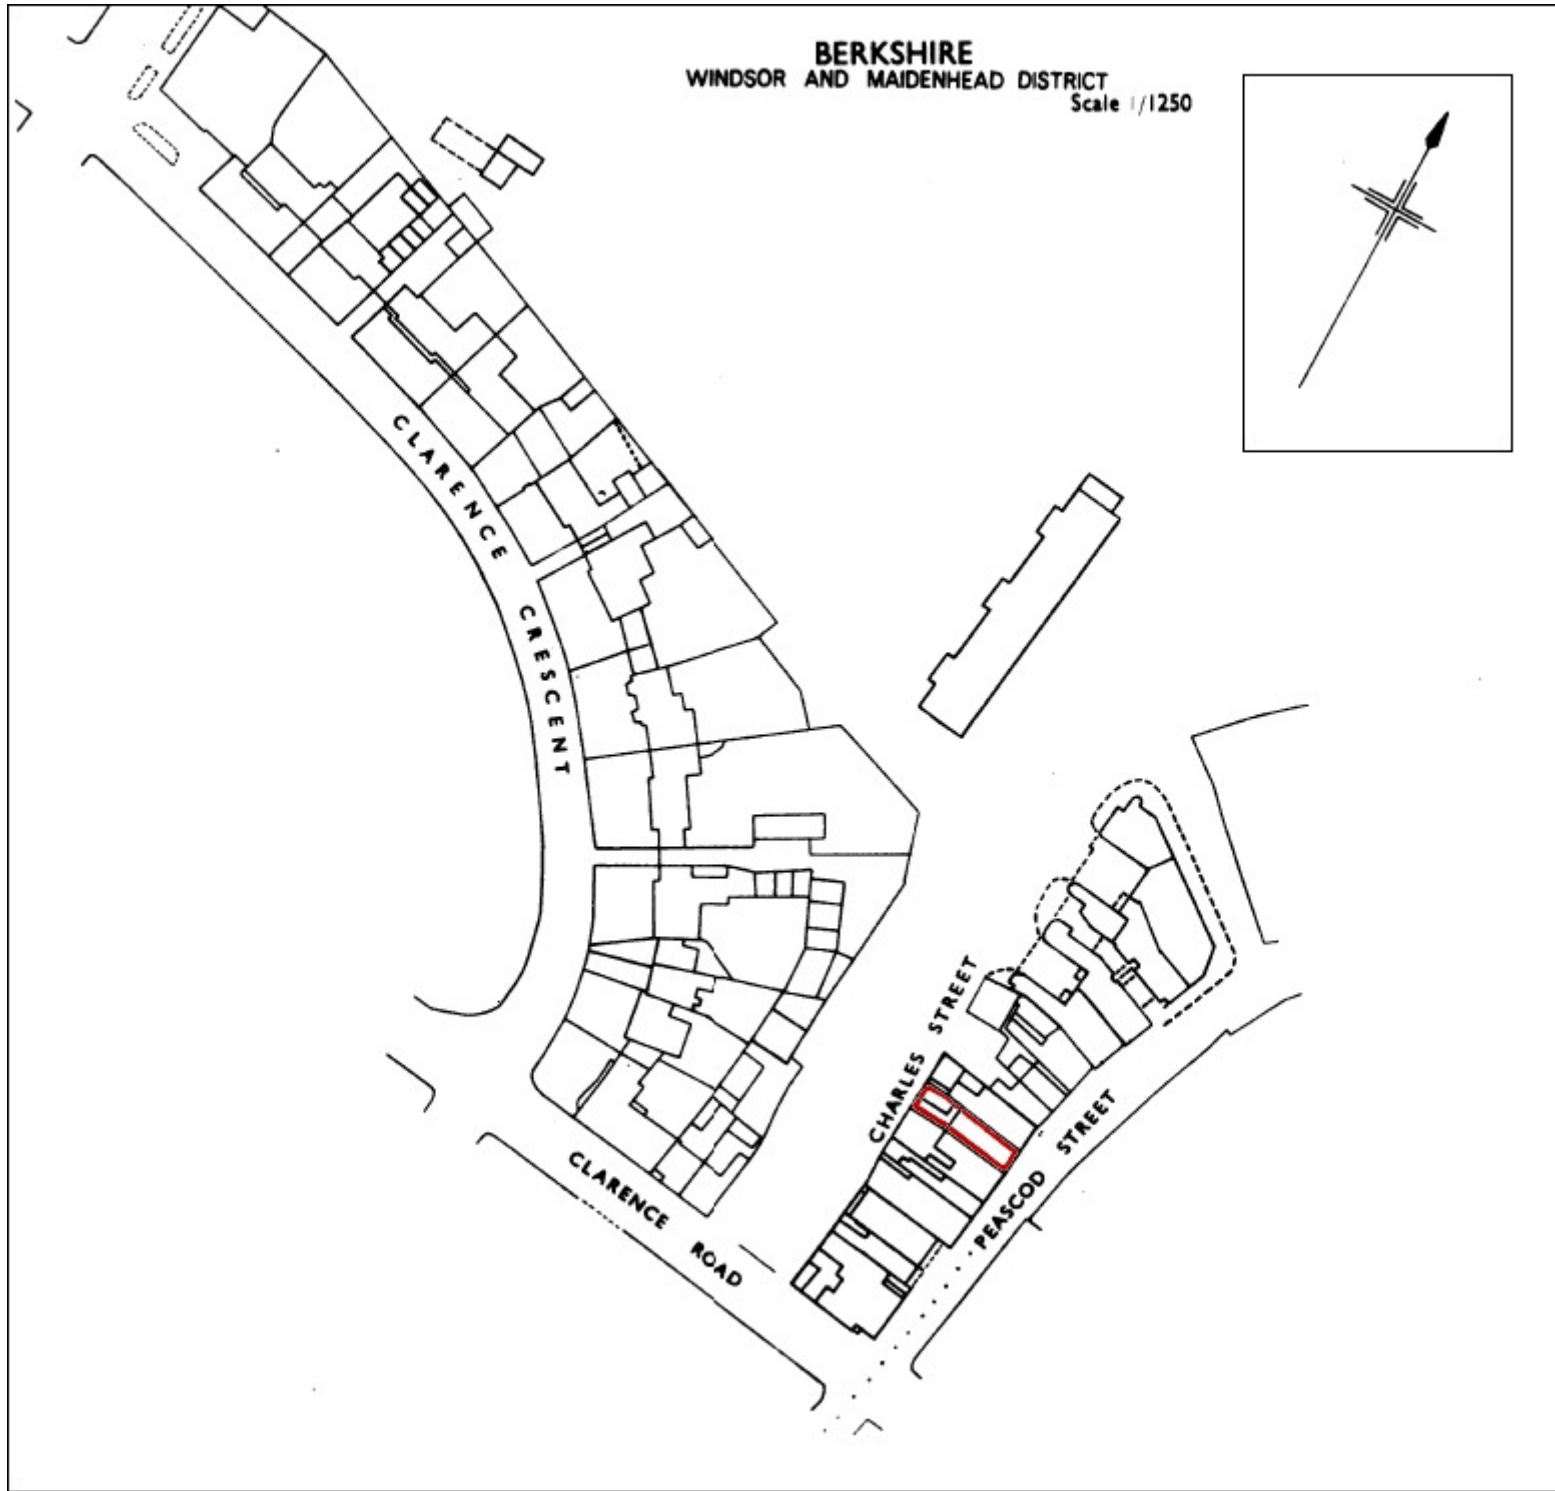 BERKSHIRE
WINDSOR AND MAIDENHEAD DISTRICT
Scale 1/1250
CLARENCE CRESCENT
CHARLES STREET
PEASCOD STREET
CLARENCE ROAD